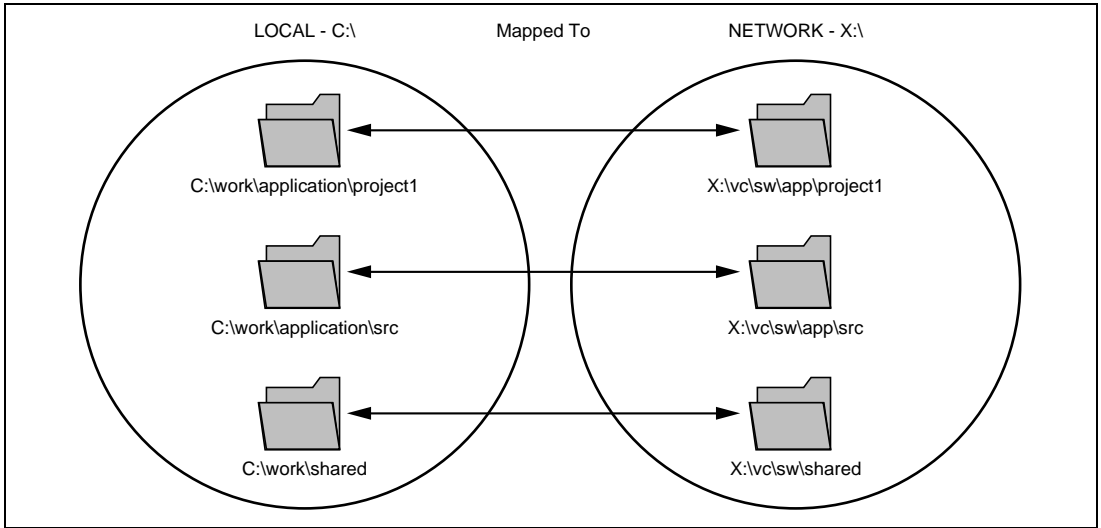 LOCAL - C:\ Mapped To NETWORK - X:\
C:\work\application\project1 X:\vc\sw\app\project1
C:\work\application\src X:\vc\sw\app\src
C:\work\shared X:\vc\sw\shared